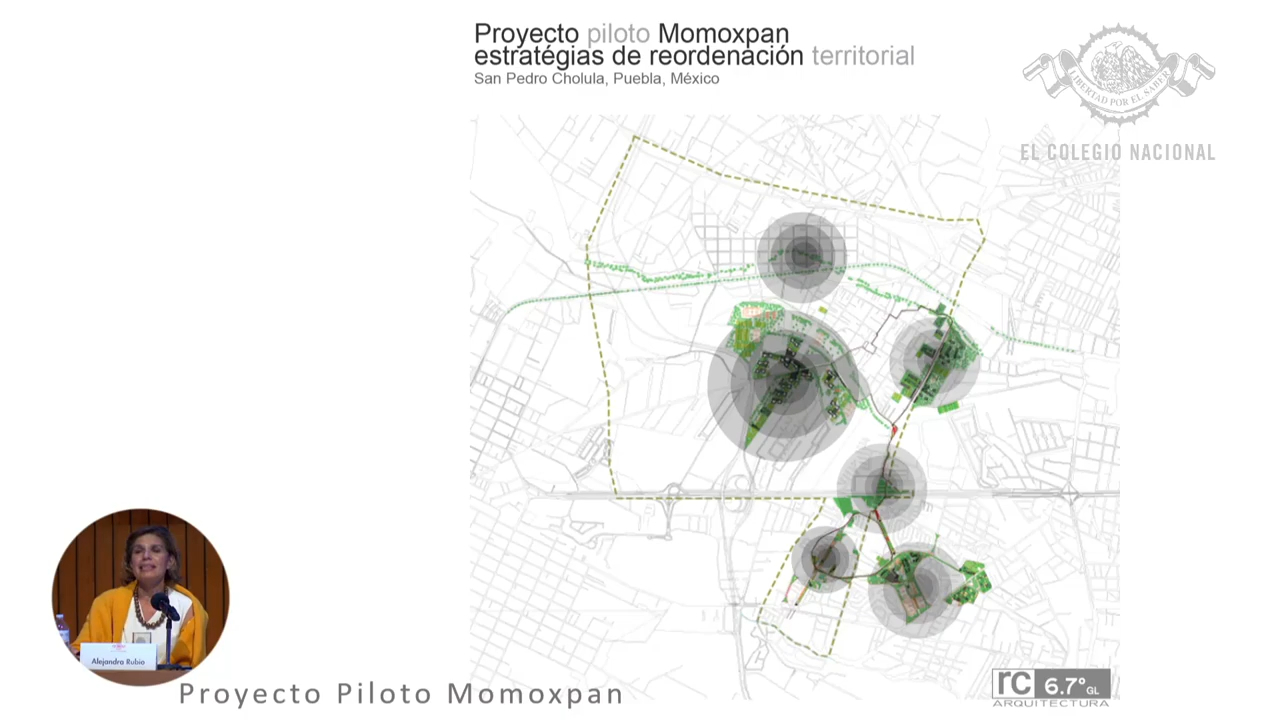 Proyecto piloto Momoxpan
estratégias de reordenación territorial
San Pedro Cholula, Puebla, México
LIBERTAD POR EL SABER
EL COLEGIO NACIONAL
Alejandra Rubio
Proyecto Piloto Momoxpan
rc 6.7° GL
ARQUITECTURA